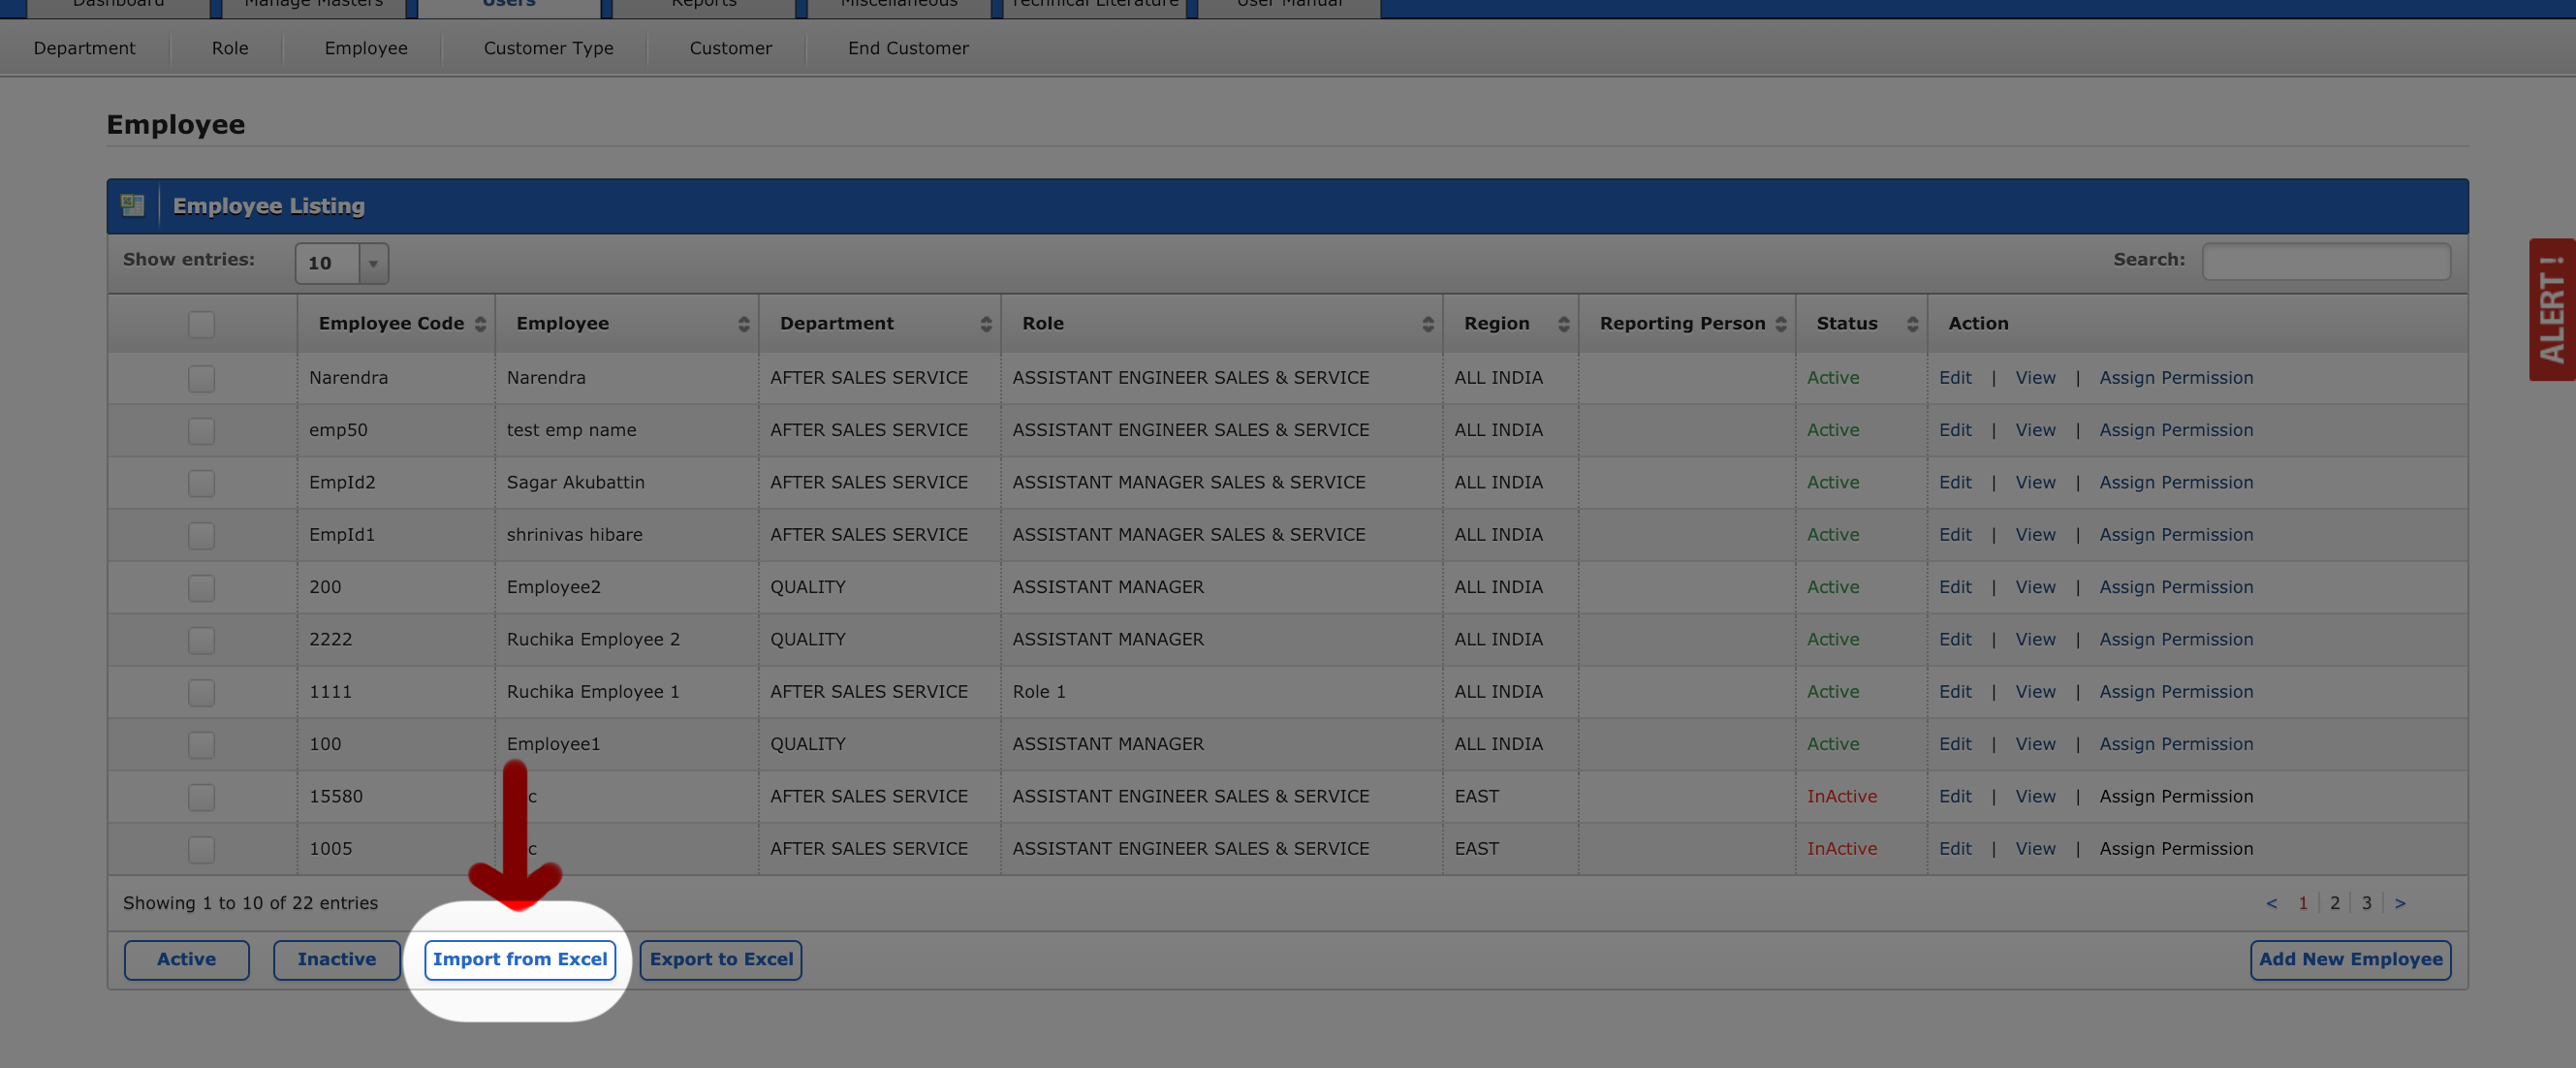 Dashboard Manage Masters Users Reports Miscellaneous Technical Literature User Manual
Department Role Employee Customer Type Customer End Customer
Employee
Employee Listing
Show entries: 10 Search:
ALERT !
Employee Code Employee Department Role Region Reporting Person Status Action
Narendra Narendra AFTER SALES SERVICE ASSISTANT ENGINEER SALES & SERVICE ALL INDIA Active Edit | View | Assign Permission
emp50 test emp name AFTER SALES SERVICE ASSISTANT ENGINEER SALES & SERVICE ALL INDIA Active Edit | View | Assign Permission
EmpId2 Sagar Akubattin AFTER SALES SERVICE ASSISTANT MANAGER SALES & SERVICE ALL INDIA Active Edit | View | Assign Permission
EmpId1 shrinivas hibare AFTER SALES SERVICE ASSISTANT MANAGER SALES & SERVICE ALL INDIA Active Edit | View | Assign Permission
200 Employee2 QUALITY ASSISTANT MANAGER ALL INDIA Active Edit | View | Assign Permission
2222 Ruchika Employee 2 QUALITY ASSISTANT MANAGER ALL INDIA Active Edit | View | Assign Permission
1111 Ruchika Employee 1 AFTER SALES SERVICE Role 1 ALL INDIA Active Edit | View | Assign Permission
100 Employee1 QUALITY ASSISTANT MANAGER ALL INDIA Active Edit | View | Assign Permission
15580 AFTER SALES SERVICE ASSISTANT ENGINEER SALES & SERVICE EAST InActive Edit | View | Assign Permission
1005 AFTER SALES SERVICE ASSISTANT ENGINEER SALES & SERVICE EAST InActive Edit | View | Assign Permission
Showing 1 to 10 of 22 entries < 1 2 3 >
Active Inactive Import from Excel Export to Excel Add New Employee